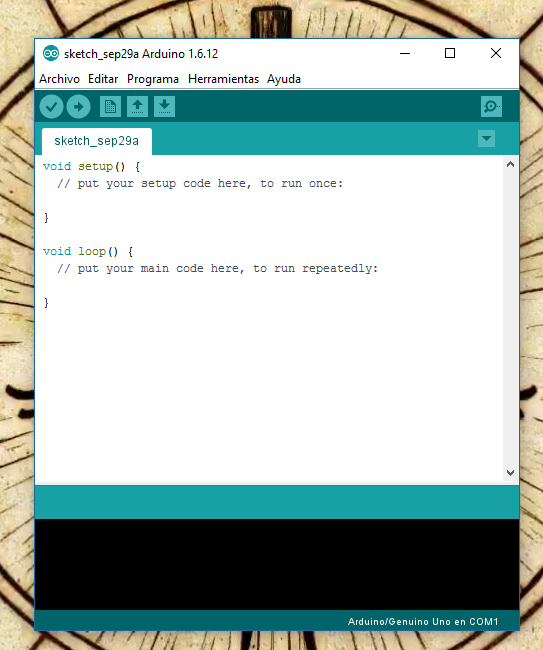 sketch_sep29a Arduino 1.6.12
Archivo Editar Programa Herramientas Ayuda
sketch_sep29a
void setup() {
  // put your setup code here, to run once:
}
void loop() {
  // put your main code here, to run repeatedly:
}
Arduino/Genuino Uno en COM1